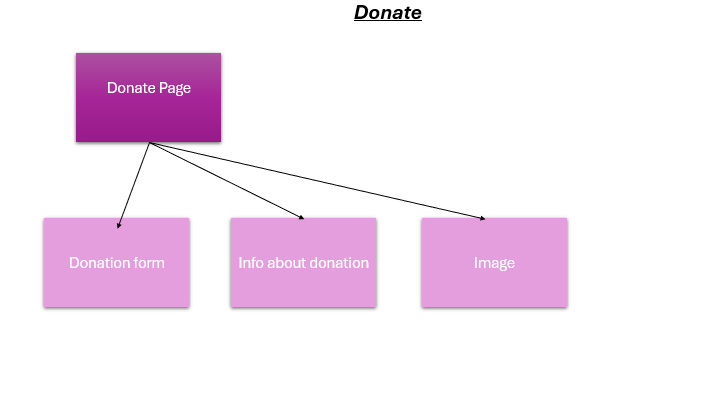 Donate
Donate Page
Donation form
Info about donation
Image